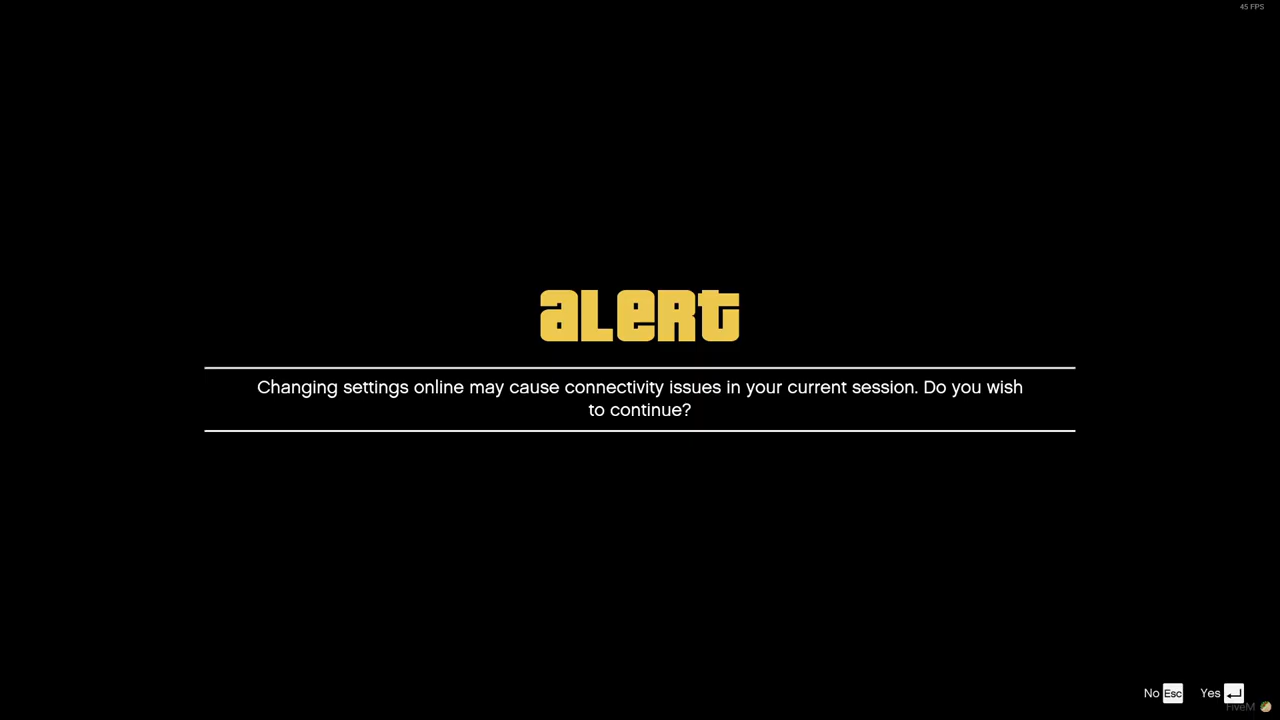 45 FPS
alert
Changing settings online may cause connectivity issues in your current session. Do you wish
to continue?
No Esc Yes
FiveM